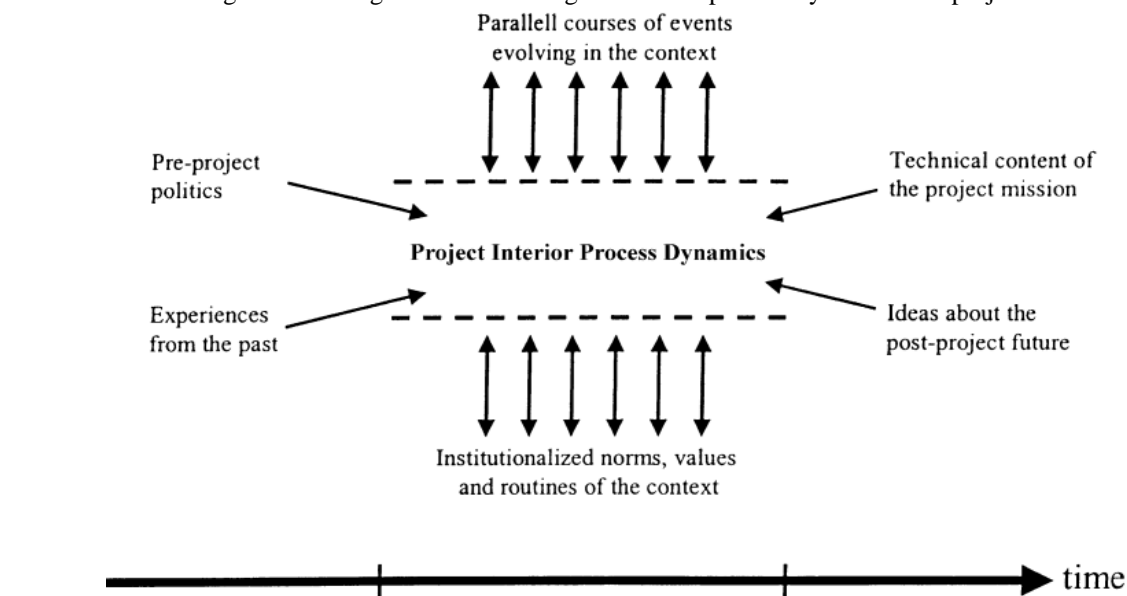 Parallell courses of events
evolving in the context
Pre-project
politics
Technical content of
the project mission
Project Interior Process Dynamics
Experiences
from the past
Ideas about the
post-project future
Institutionalized norms, values
and routines of the context
time